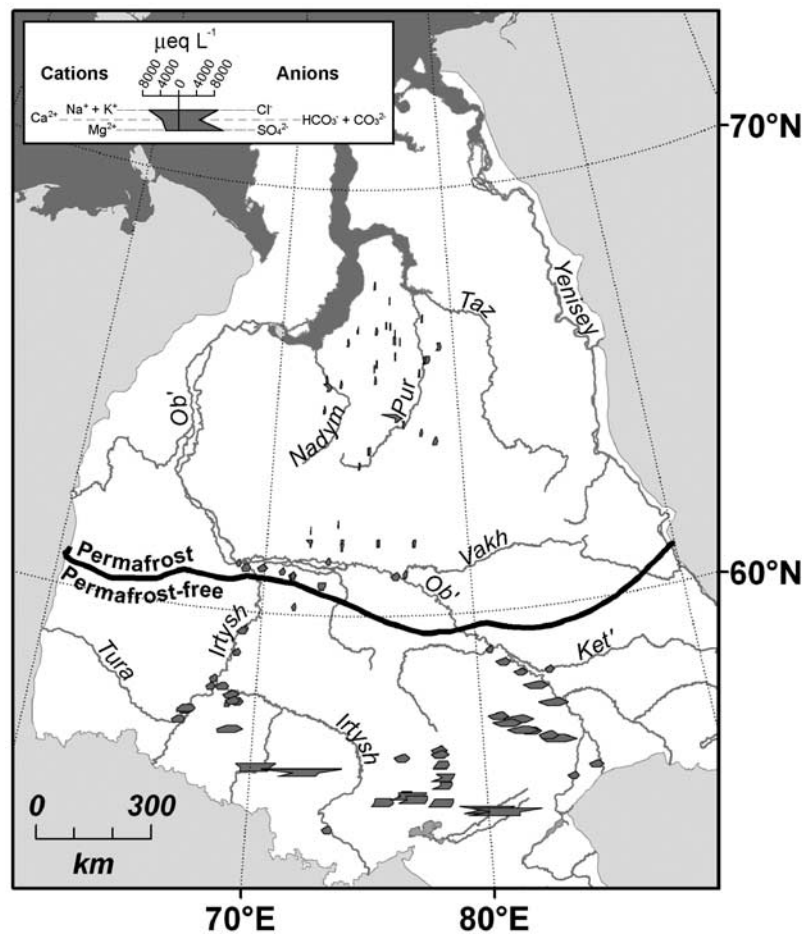 µeq L⁻¹
Cations
Anions
8000
4000
0
4000
8000
Na⁺ + K⁺
Cl⁻
Ca²⁺
HCO₃⁻ + CO₃²⁻
Mg²⁺
SO₄²⁻
70°N
Yenisey
Taz
Ob'
Nadym
Pur
Vakh
Permafrost
Permafrost-free
60°N
Ob'
Irtysh
Ket'
Tura
Irtysh
0 300
km
70°E
80°E